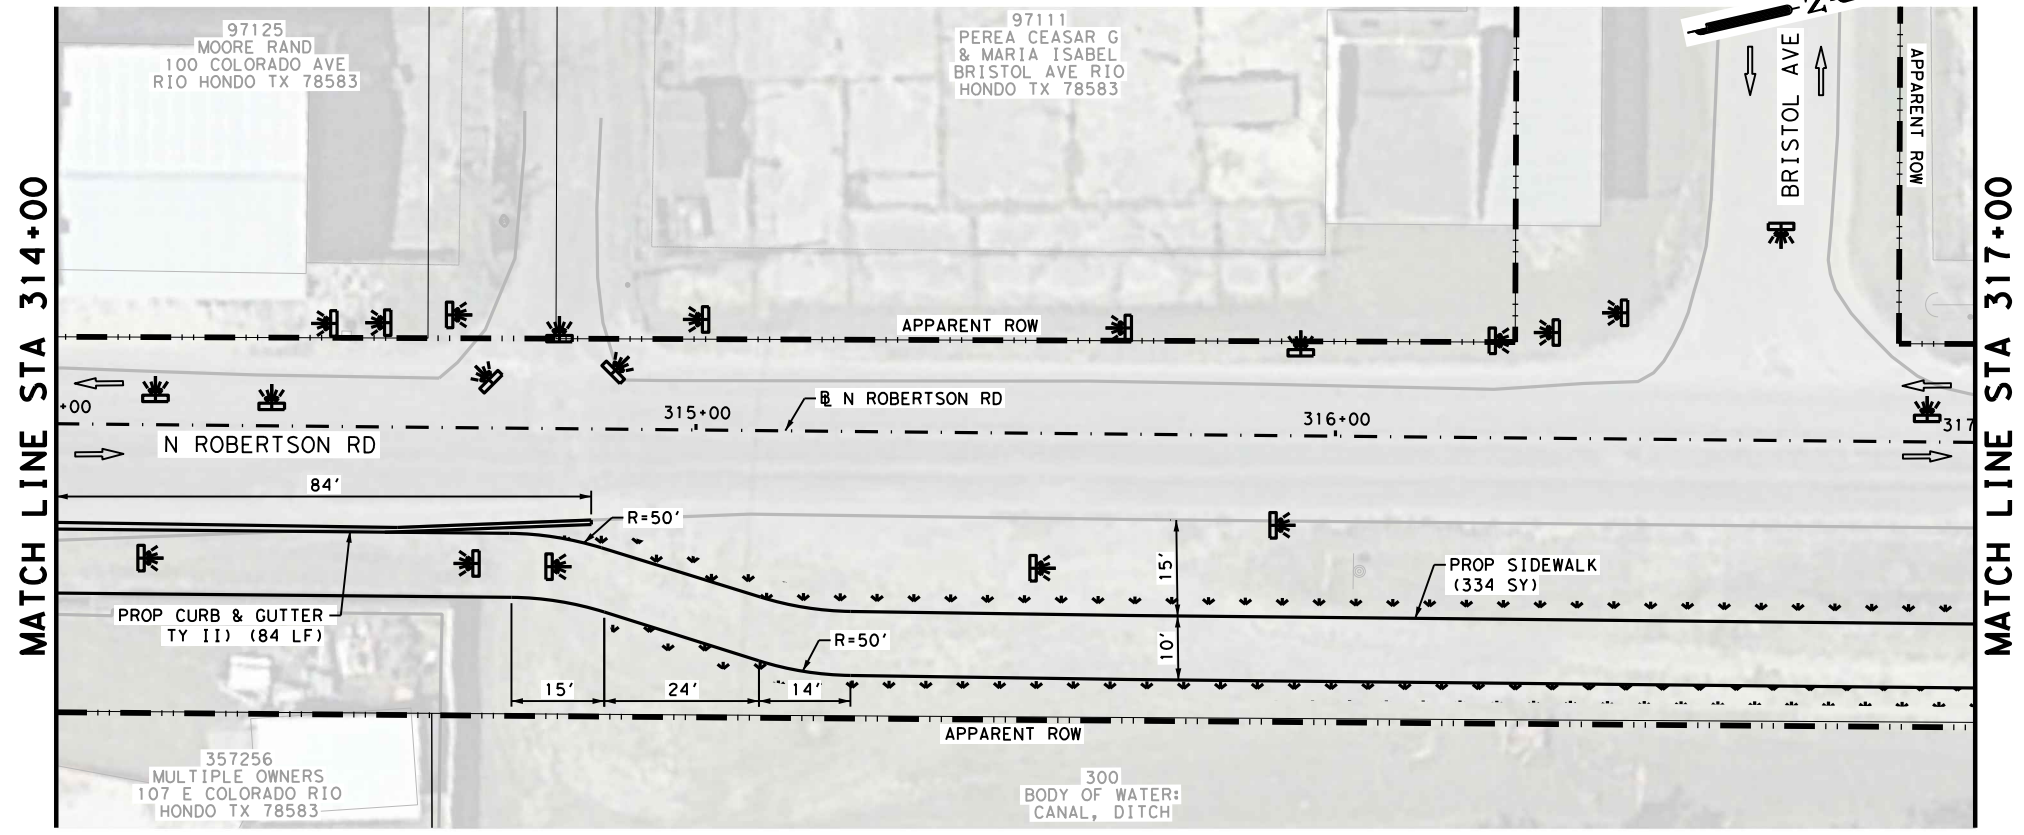 97125
MOORE RAND
100 COLORADO AVE
RIO HONDO TX 78583
97111
PEREA CEASAR G
& MARIA ISABEL
BRISTOL AVE RIO
HONDO TX 78583
BRISTOL AVE
APPARENT ROW
MATCH LINE STA 314+00
MATCH LINE STA 317+00
APPARENT ROW
+00
315+00
N ROBERTSON RD
316+00
317
N ROBERTSON RD
84'
R=50'
15'
PROP SIDEWALK
(334 SY)
PROP CURB & GUTTER
TY II) (84 LF)
R=50'
10'
15'
24'
14'
APPARENT ROW
357256
MULTIPLE OWNERS
107 E COLORADO RIO
HONDO TX 78583
300
BODY OF WATER:
CANAL, DITCH